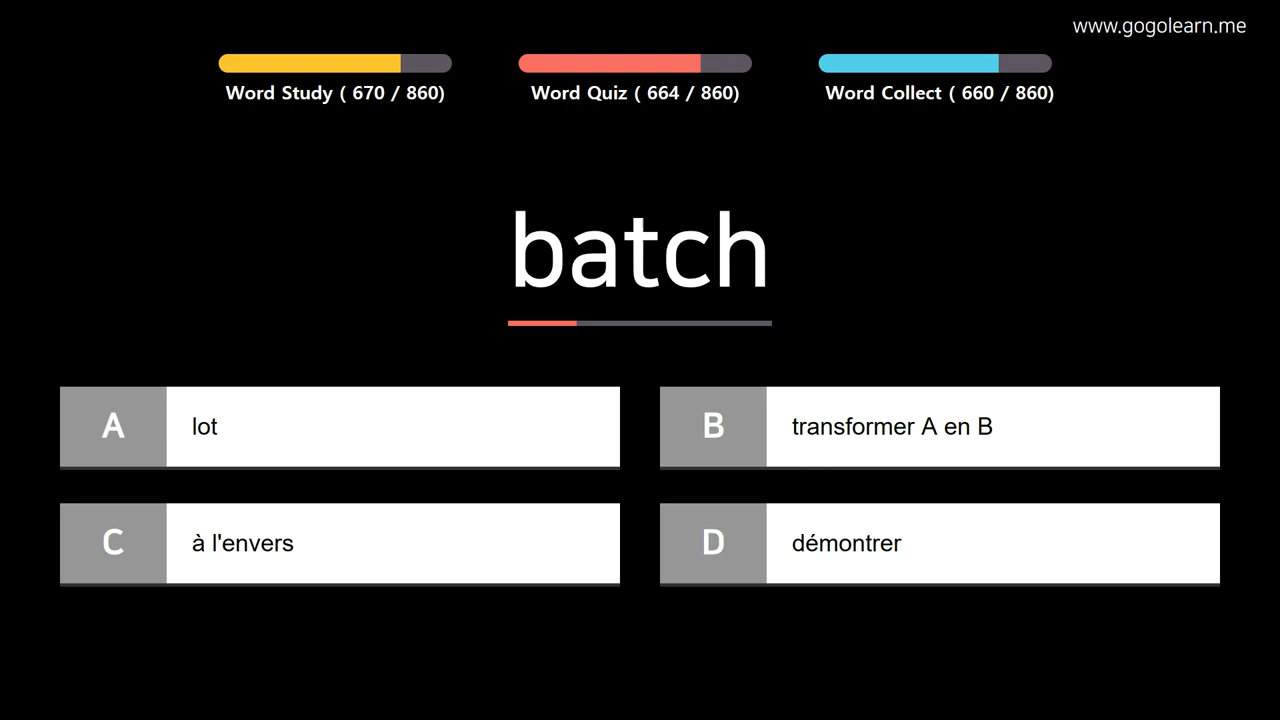 www.gogolearn.me
Word Study ( 670 / 860)
Word Quiz ( 664 / 860)
Word Collect ( 660 / 860)
batch
A lot
B transformer A en B
C à l'envers
D démontrer